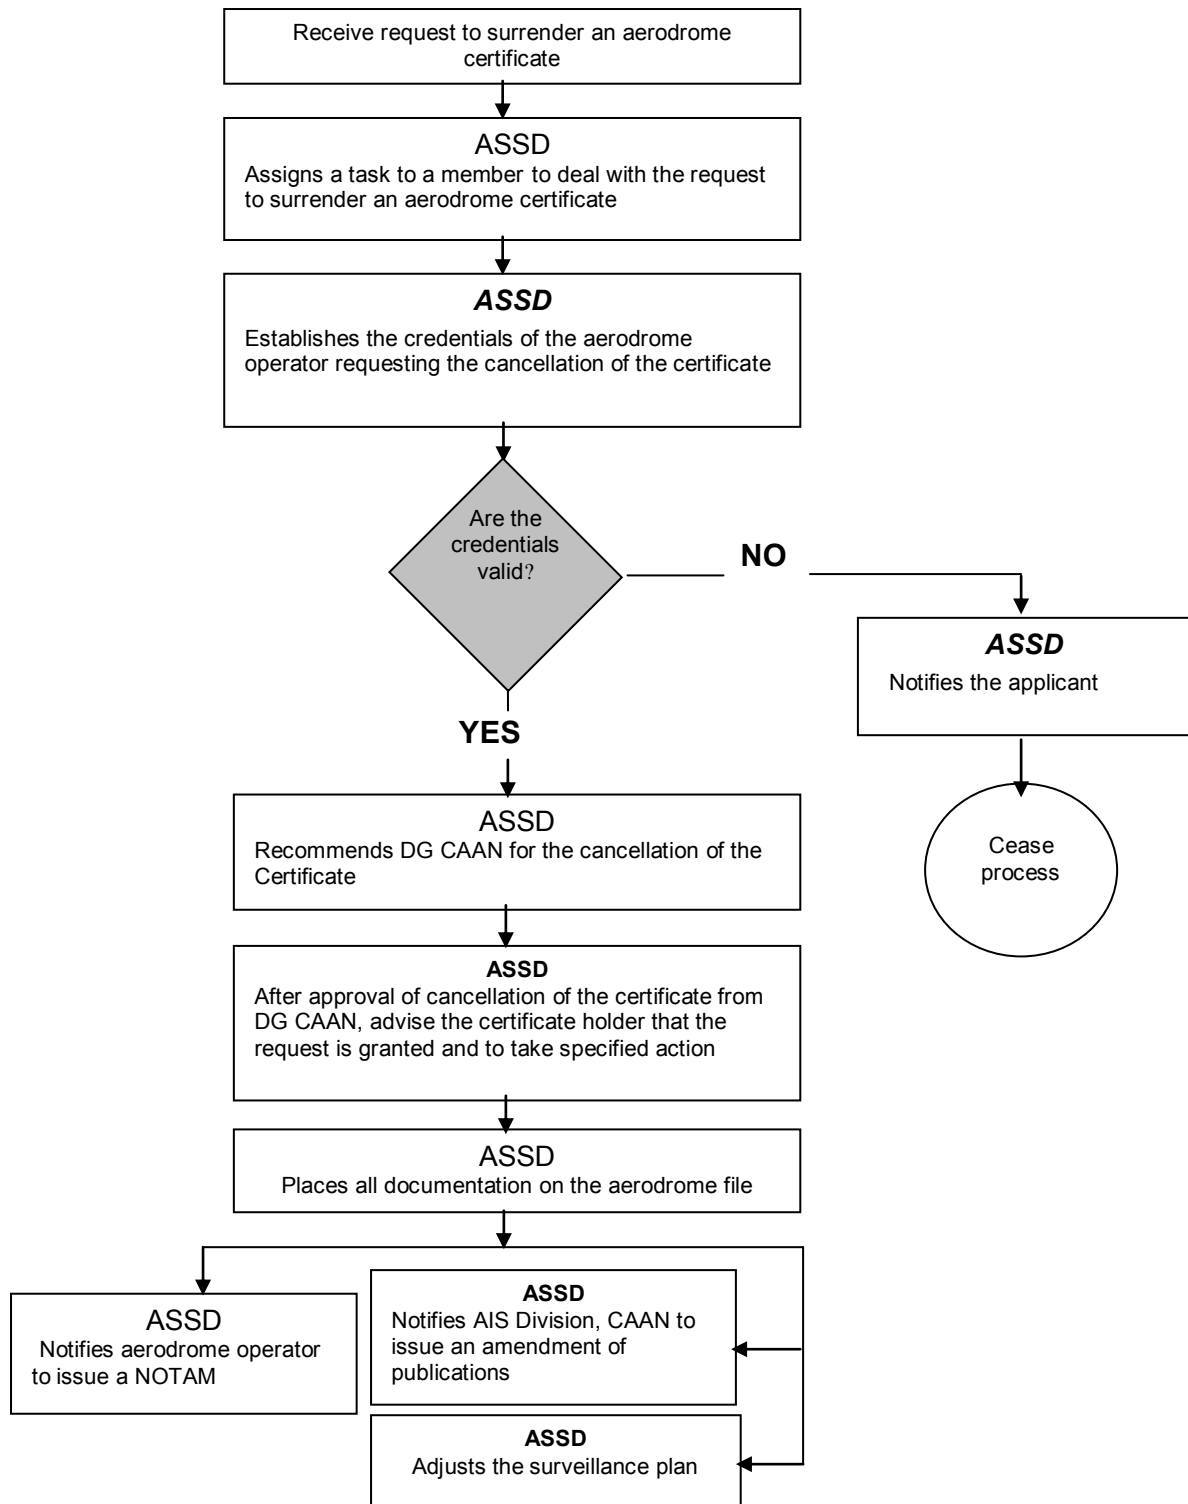 Receive request to surrender an aerodrome
certificate
ASSD
Assigns a task to a member to deal with the request
to surrender an aerodrome certificate
ASSD
Establishes the credentials of the aerodrome
operator requesting the cancellation of the certificate
Are the
credentials
valid?
NO
ASSD
Notifies the applicant
YES
Cease
process
ASSD
Recommends DG CAAN for the cancellation of the
Certificate
ASSD
After approval of cancellation of the certificate from
DG CAAN, advise the certificate holder that the
request is granted and to take specified action
ASSD
Places all documentation on the aerodrome file
ASSD
Notifies aerodrome operator
to issue a NOTAM
ASSD
Notifies AIS Division, CAAN to
issue an amendment of
publications
ASSD
Adjusts the surveillance plan